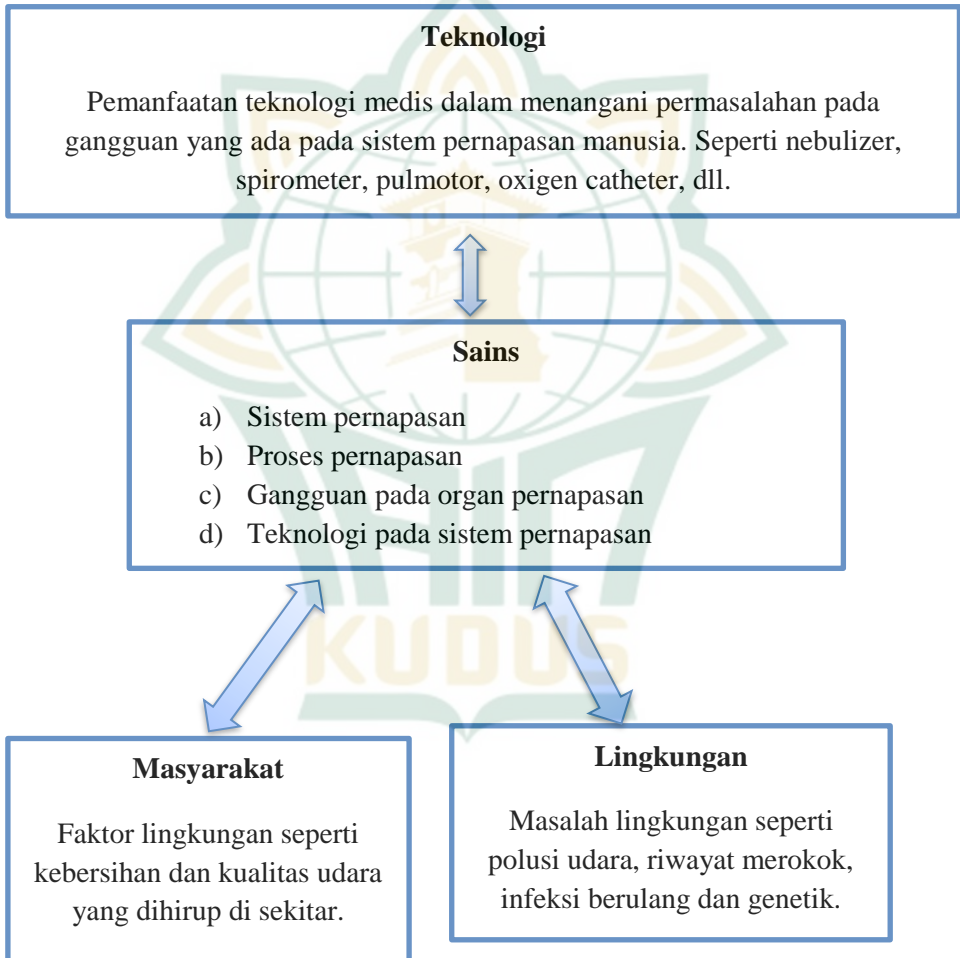 Teknologi
Pemanfaatan teknologi medis dalam menangani permasalahan pada
gangguan yang ada pada sistem pernapasan manusia. Seperti nebulizer,
spirometer, pulmotor, oxigen catheter, dll.
Sains
a) Sistem pernapasan
b) Proses pernapasan
c) Gangguan pada organ pernapasan
d) Teknologi pada sistem pernapasan
IAIN
KUDUS
Masyarakat
Faktor lingkungan seperti
kebersihan dan kualitas udara
yang dihirup di sekitar.
Lingkungan
Masalah lingkungan seperti
polusi udara, riwayat merokok,
infeksi berulang dan genetik.